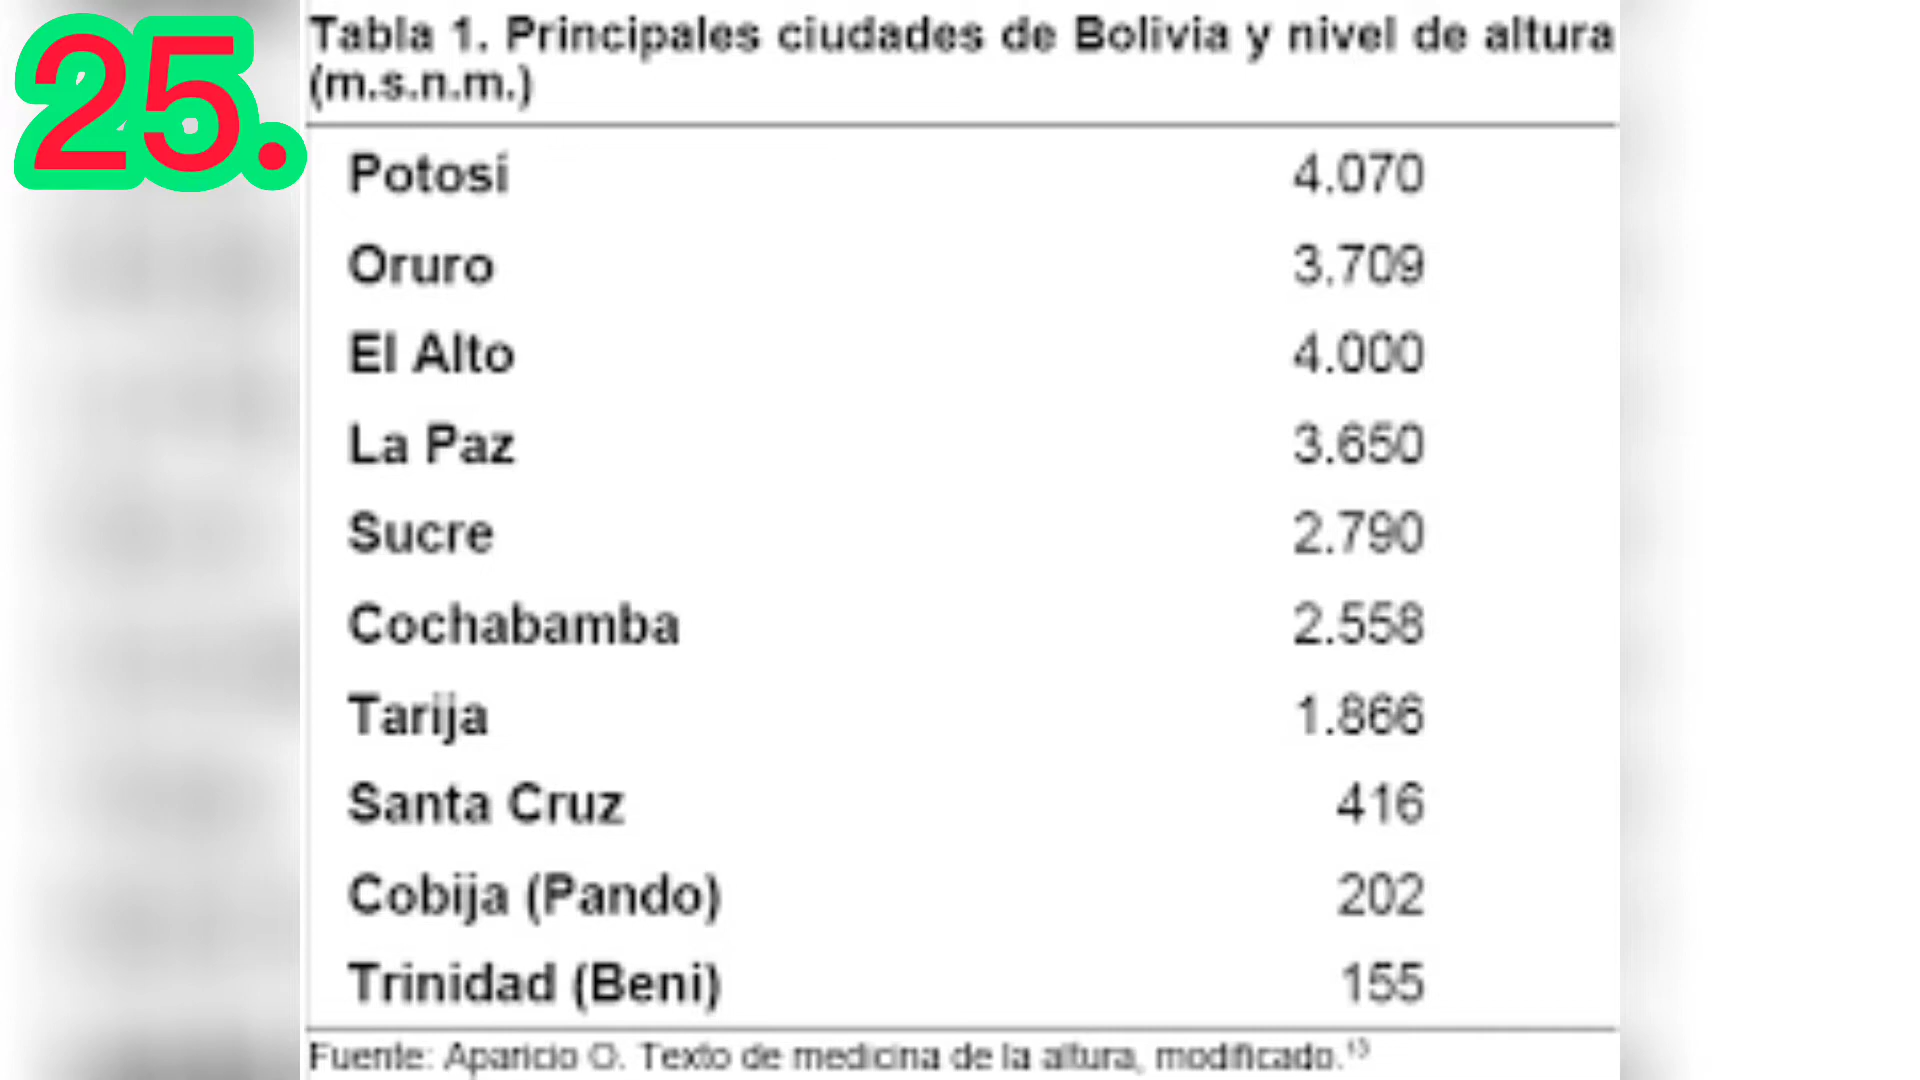 25.
Tabla 1. Principales ciudades de Bolivia y nivel de altura
(m.s.n.m.)
Potosí 4.070
Oruro 3.709
El Alto 4.000
La Paz 3.650
Sucre 2.790
Cochabamba 2.558
Tarija 1.866
Santa Cruz 416
Cobija (Pando) 202
Trinidad (Beni) 155
Fuente: Aparicio O. Texto de medicina de la altura, modificado.¹³